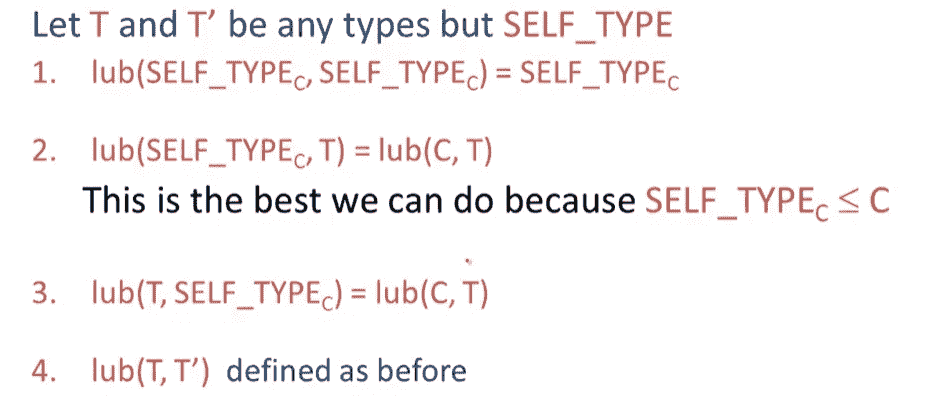 Let T and T’ be any types but SELF_TYPE
1. lub(SELF_TYPEC, SELF_TYPEC) = SELF_TYPEC
2. lub(SELF_TYPEC, T) = lub(C, T)
This is the best we can do because SELF_TYPEC ≤ C
3. lub(T, SELF_TYPEC) = lub(C, T)
4. lub(T, T’) defined as before